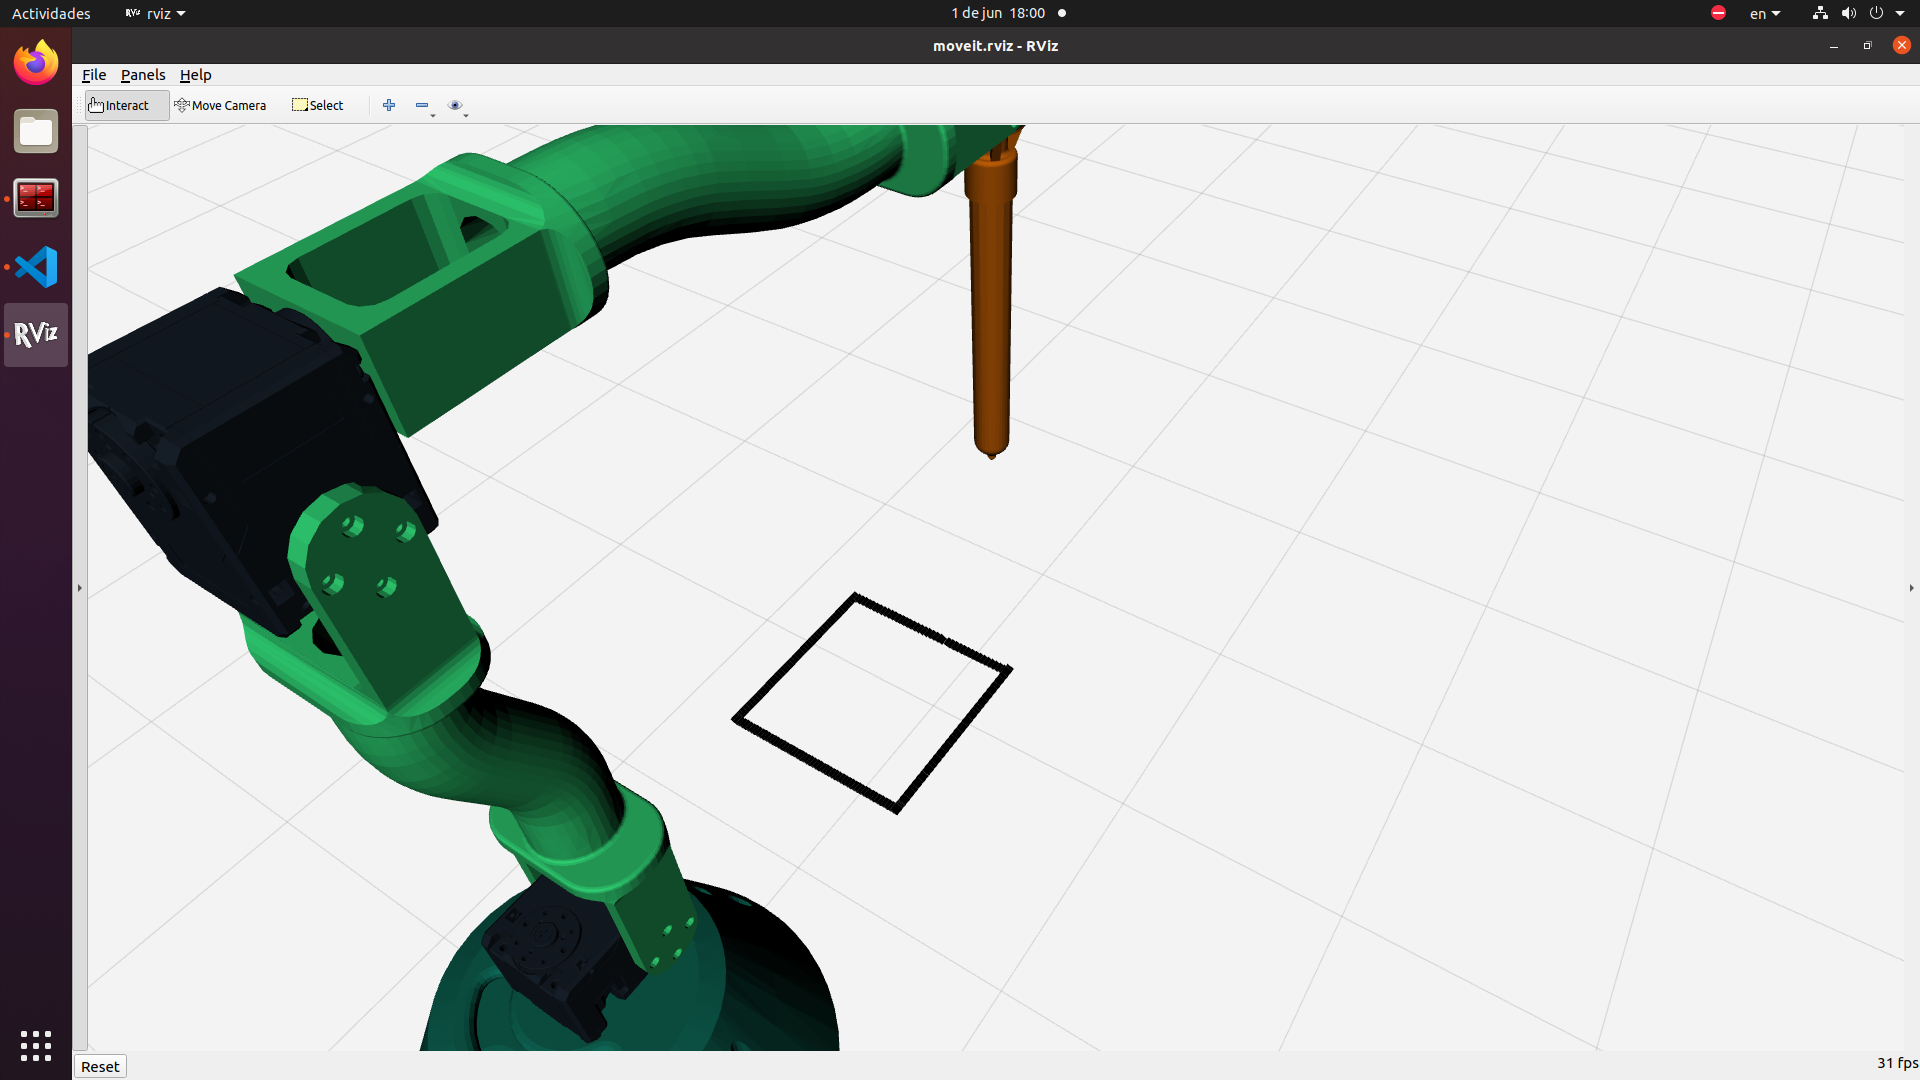 Actividades
RViz rviz
1 de jun 18:00
en
moveit.rviz - RViz
File Panels Help
Interact Move Camera Select
RViz
Reset
31 fps